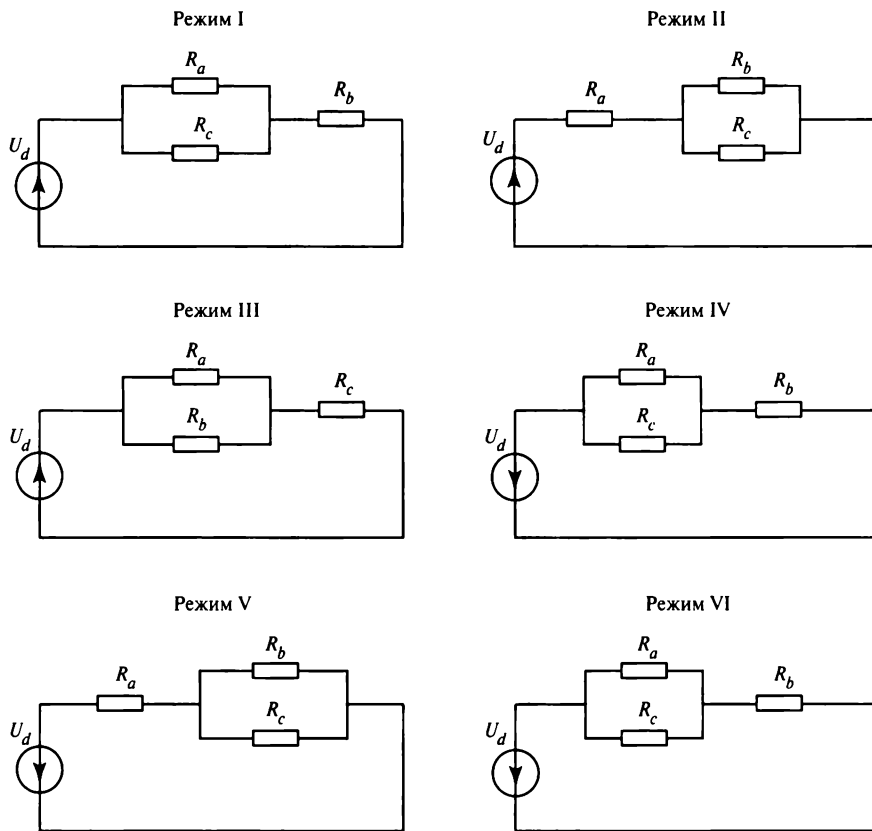 Режим I
R_a
R_b
R_c
U_d
Режим II
R_b
R_a
R_c
U_d
Режим III
R_a
R_c
R_b
U_d
Режим IV
R_a
R_b
R_c
U_d
Режим V
R_b
R_a
R_c
U_d
Режим VI
R_a
R_b
R_c
U_d